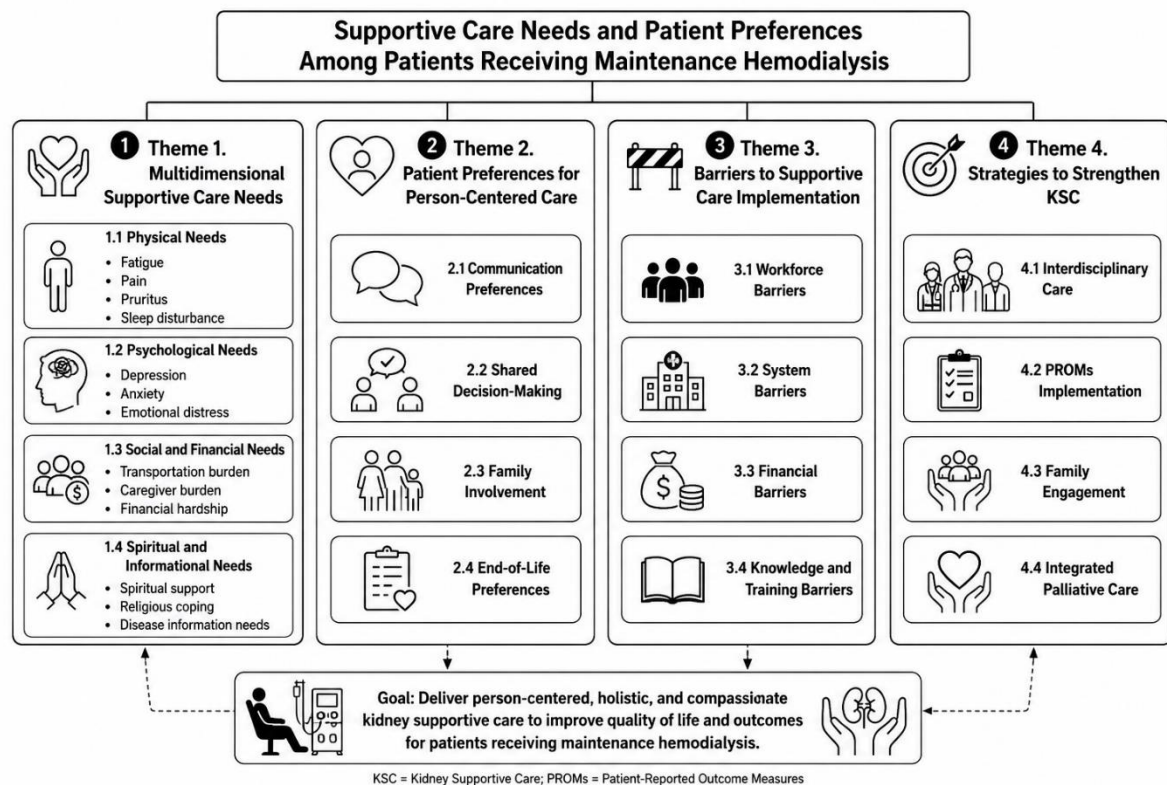 Supportive Care Needs and Patient Preferences
Among Patients Receiving Maintenance Hemodialysis
1 Theme 1.
Multidimensional
Supportive Care Needs
1.1 Physical Needs
• Fatigue
• Pain
• Pruritus
• Sleep disturbance
1.2 Psychological Needs
• Depression
• Anxiety
• Emotional distress
1.3 Social and Financial Needs
• Transportation burden
• Caregiver burden
• Financial hardship
$
1.4 Spiritual and
Informational Needs
• Spiritual support
• Religious coping
• Disease information needs
2 Theme 2.
Patient Preferences for
Person-Centered Care
2.1 Communication
Preferences
2.2 Shared
Decision-Making
2.3 Family
Involvement
2.4 End-of-Life
Preferences
3 Theme 3.
Barriers to Supportive
Care Implementation
3.1 Workforce
Barriers
3.2 System
Barriers
$
3.3 Financial
Barriers
3.4 Knowledge and
Training Barriers
4 Theme 4.
Strategies to Strengthen
KSC
4.1 Interdisciplinary
Care
4.2 PROMs
Implementation
4.3 Family
Engagement
4.4 Integrated
Palliative Care
Goal: Deliver person-centered, holistic, and compassionate
kidney supportive care to improve quality of life and outcomes
for patients receiving maintenance hemodialysis.
KSC = Kidney Supportive Care; PROMs = Patient-Reported Outcome Measures